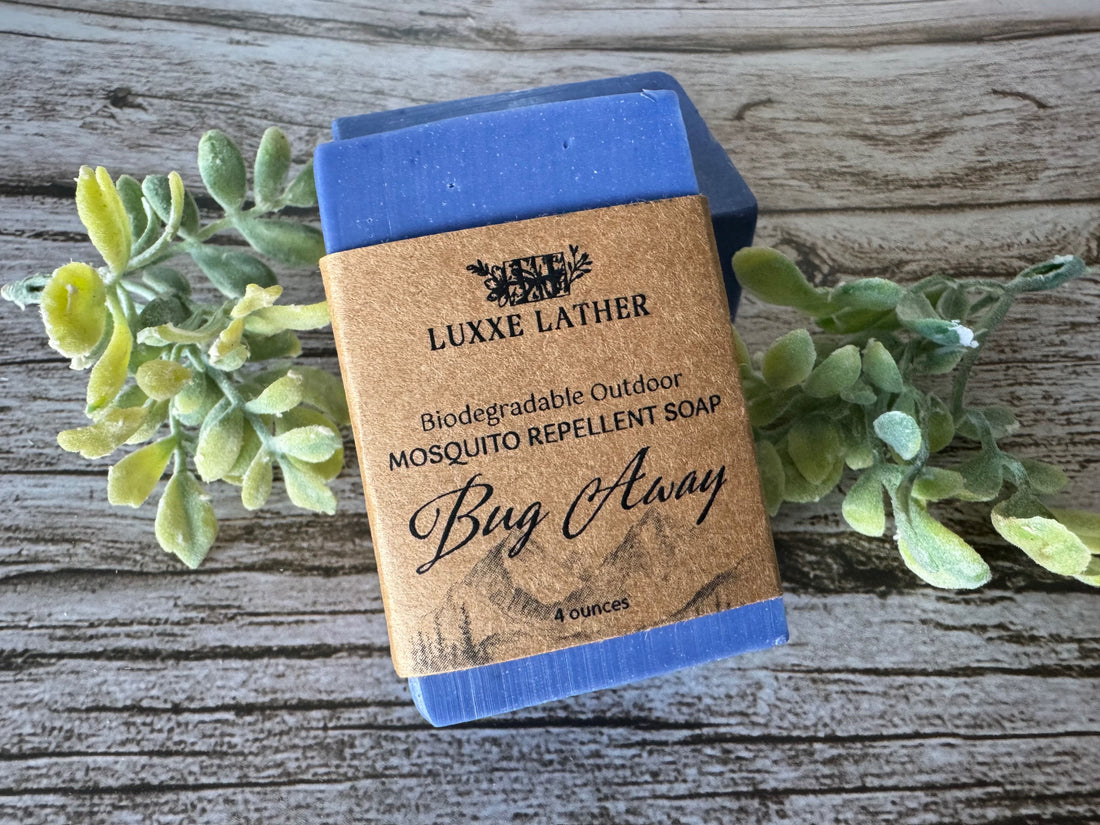 LUXXE LATHER
Biodegradable Outdoor
MOSQUITO REPELLENT SOAP
Bug Away
4 ounces